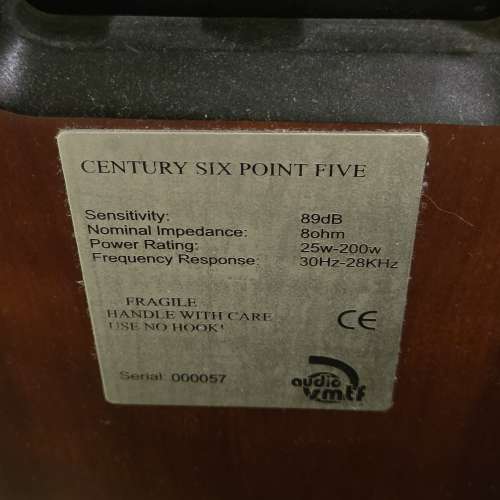 CENTURY SIX POINT FIVE
Sensitivity: 89dB
Nominal Impedance: 8ohm
Power Rating: 25w-200w
Frequency Response: 30Hz-28KHz
FRAGILE
HANDLE WITH CARE
USE NO HOOK!
CE
Serial: 000057
audio
s.m.t.f